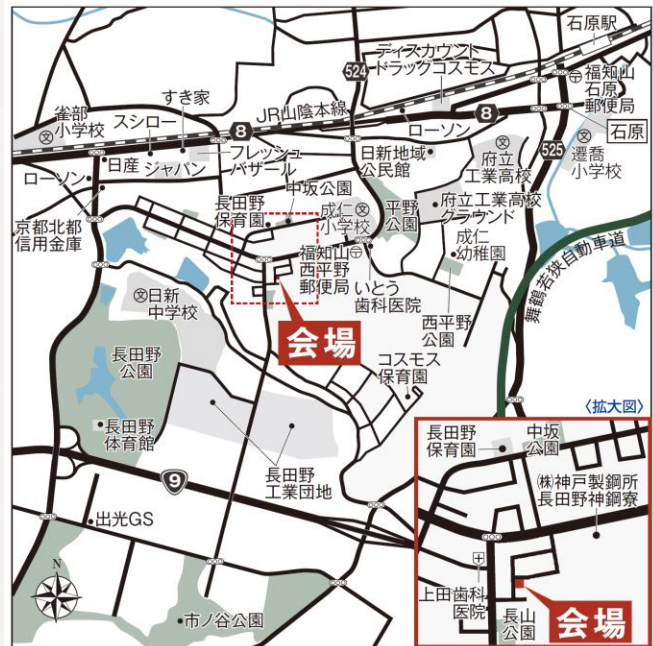 石原駅
ディスカウント
ドラッグコスモス
524
福知山
石原
郵便局
すき家
JR山陰本線
8
雀部
小学校
スシロー
ローソン
8
石原
日産
ジャパン
フレッシュ
バザール
日新地域
公民館
府立
工業高校
525
遷喬
小学校
ローソン
長田野
保育園
中坂公園
成仁
小学校
平野
公園
府立工業高校
グラウンド
京都北都
信用金庫
福知山
西平野
郵便局
いとう
歯科医院
成仁
幼稚園
舞鶴若狭自動車道
日新
中学校
会場
西平野
公園
長田野
公園
コスモス
保育園
長田野
体育館
長田野
工業団地
9
出光GS
N
市ノ谷公園
〈拡大図〉
長田野
保育園
中坂
公園
㈱神戸製鋼所
長田野神鋼寮
上田歯科
医院
長山
公園
会場